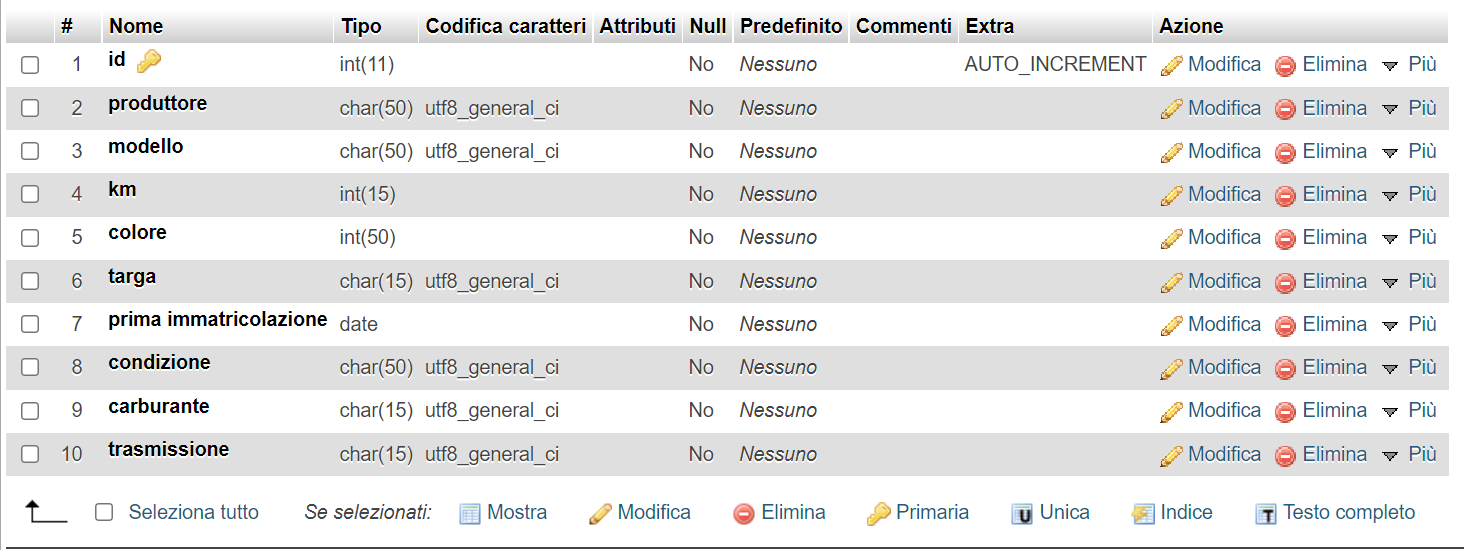 # Nome Tipo Codifica caratteri Attributi Null Predefinito Commenti Extra Azione
1 id int(11) No Nessuno AUTO_INCREMENT Modifica Elimina Più
2 produttore char(50) utf8_general_ci No Nessuno Modifica Elimina Più
3 modello char(50) utf8_general_ci No Nessuno Modifica Elimina Più
4 km int(15) No Nessuno Modifica Elimina Più
5 colore int(50) No Nessuno Modifica Elimina Più
6 targa char(15) utf8_general_ci No Nessuno Modifica Elimina Più
7 prima immatricolazione date No Nessuno Modifica Elimina Più
8 condizione char(50) utf8_general_ci No Nessuno Modifica Elimina Più
9 carburante char(15) utf8_general_ci No Nessuno Modifica Elimina Più
10 trasmissione char(15) utf8_general_ci No Nessuno Modifica Elimina Più
Seleziona tutto Se selezionati: Mostra Modifica Elimina Primaria U Unica Indice T Testo completo